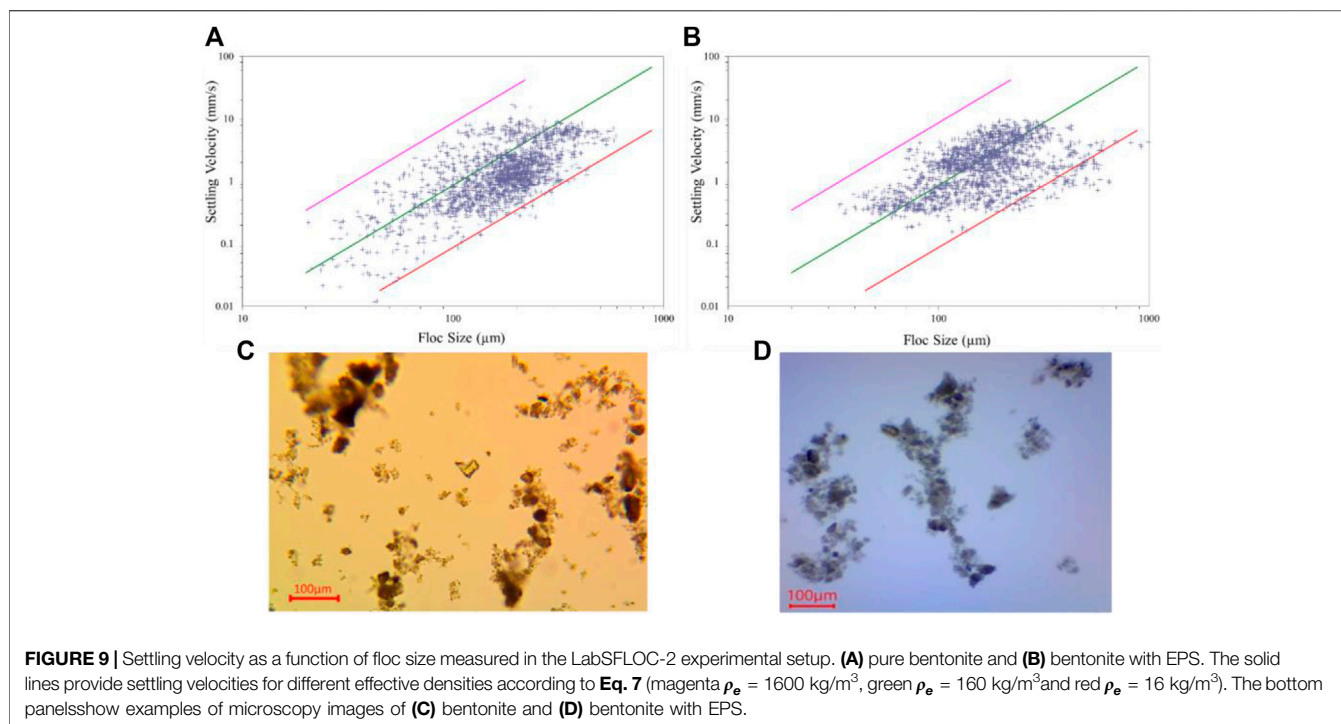 A
B
100
10
1
0.1
0.01
Settling Velocity (mm/s)
10
100
1000
Floc Size (µm)
100
10
1
0.1
0.01
Settling Velocity (mm/s)
10
100
1000
Floc Size (µm)
C
D
100µm
100µm
FIGURE 9 | Settling velocity as a function of floc size measured in the LabSFLOC-2 experimental setup. (A) pure bentonite and (B) bentonite with EPS. The solid
lines provide settling velocities for different effective densities according to Eq. 7 (magenta ρe = 1600 kg/m³, green ρe = 160 kg/m³and red ρe = 16 kg/m³). The bottom
panelsshow examples of microscopy images of (C) bentonite and (D) bentonite with EPS.